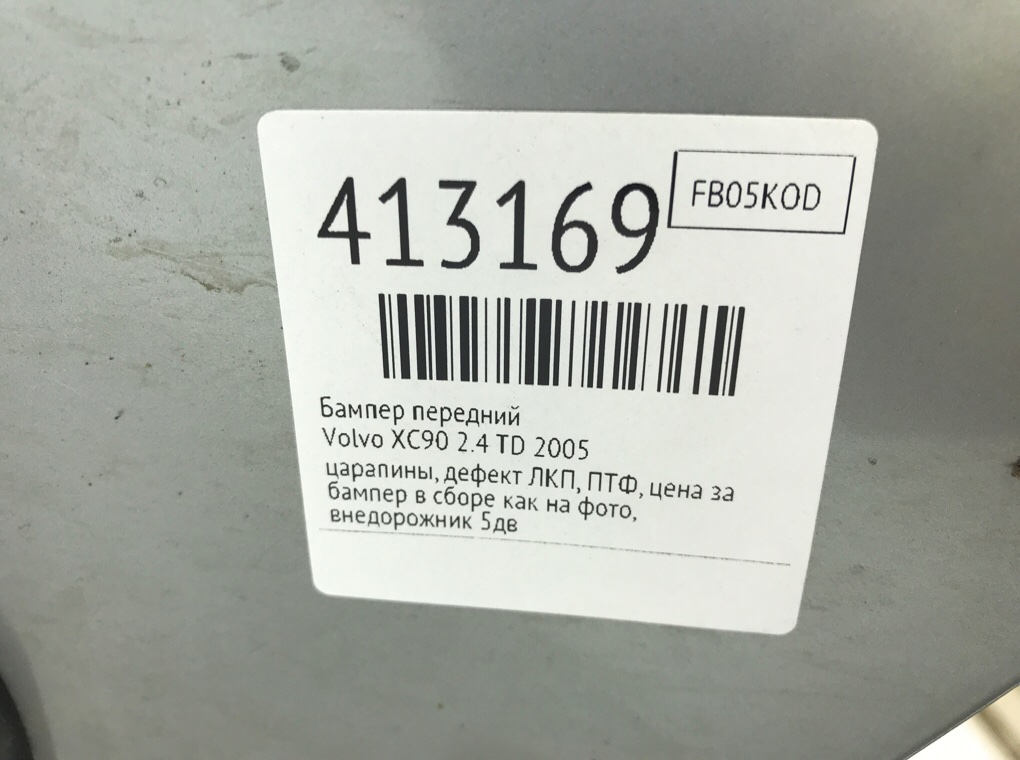 413169
FB05KOD
Бампер передний
Volvo XC90 2.4 TD 2005
царапины, дефект ЛКП, ПТФ, цена за
бампер в сборе как на фото,
внедорожник 5дв